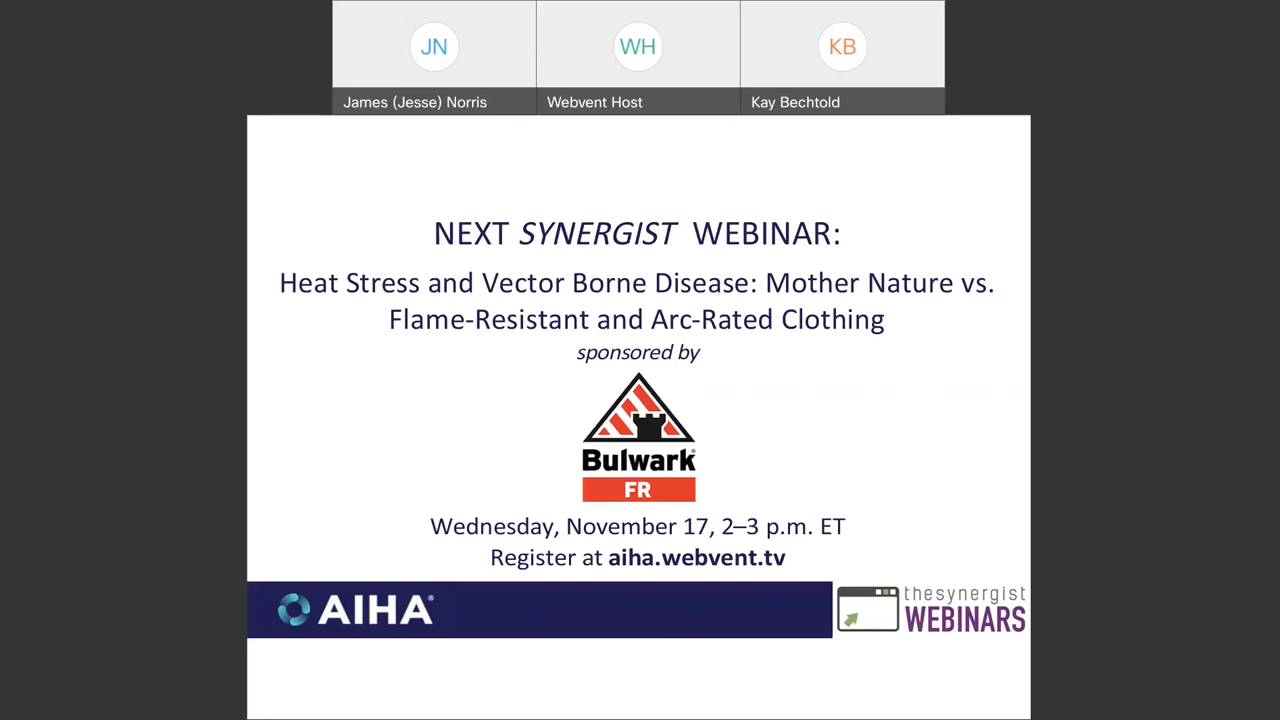 JN
WH
KB
James (Jesse) Norris
Webvent Host
Kay Bechtold
NEXT SYNERGIST WEBINAR:
Heat Stress and Vector Borne Disease: Mother Nature vs.
Flame-Resistant and Arc-Rated Clothing
sponsored by
Bulwark®
FR
Wednesday, November 17, 2–3 p.m. ET
Register at aiha.webvent.tv
AIHA®
thesynergist
WEBINARS